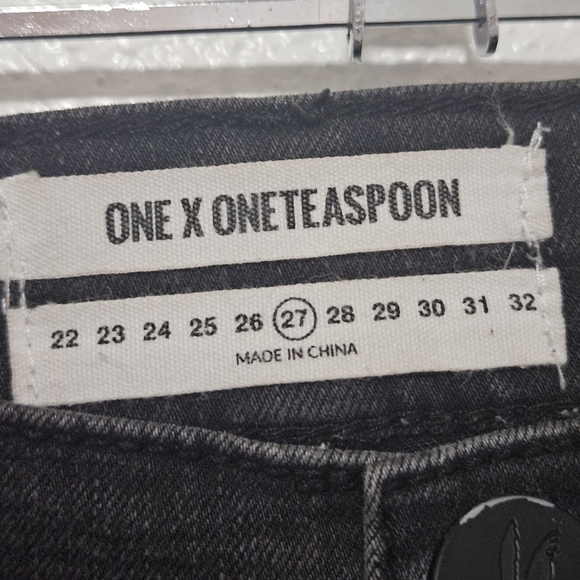 ONE X ONETEASPOON
22 23 24 25 26 27 28 29 30 31 32
MADE IN CHINA